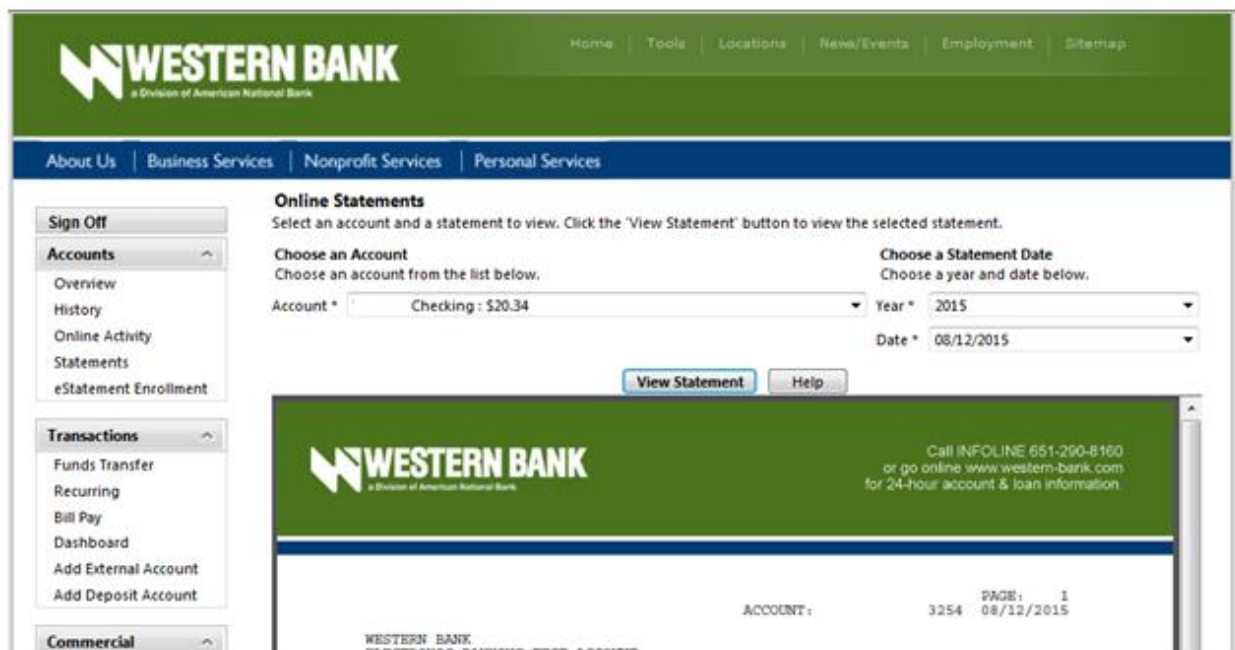 WESTERN BANK
a Division of American National Bank
Home | Tools | Locations | News/Events | Employment | Sitemap
About Us | Business Services | Nonprofit Services | Personal Services
Sign Off
Accounts
Overview
History
Online Activity
Statements
eStatement Enrollment
Transactions
Funds Transfer
Recurring
Bill Pay
Dashboard
Add External Account
Add Deposit Account
Commercial
Online Statements
Select an account and a statement to view. Click the 'View Statement' button to view the selected statement.
Choose an Account
Choose an account from the list below.
Account * Checking : $20.34
Choose a Statement Date
Choose a year and date below.
Year * 2015
Date * 08/12/2015
View Statement Help
WESTERN BANK
a Division of American National Bank
Call INFOLINE 651-290-8160
or go online www.western-bank.com
for 24-hour account & loan information.
PAGE: 1
ACCOUNT: 3254 08/12/2015
WESTERN BANK